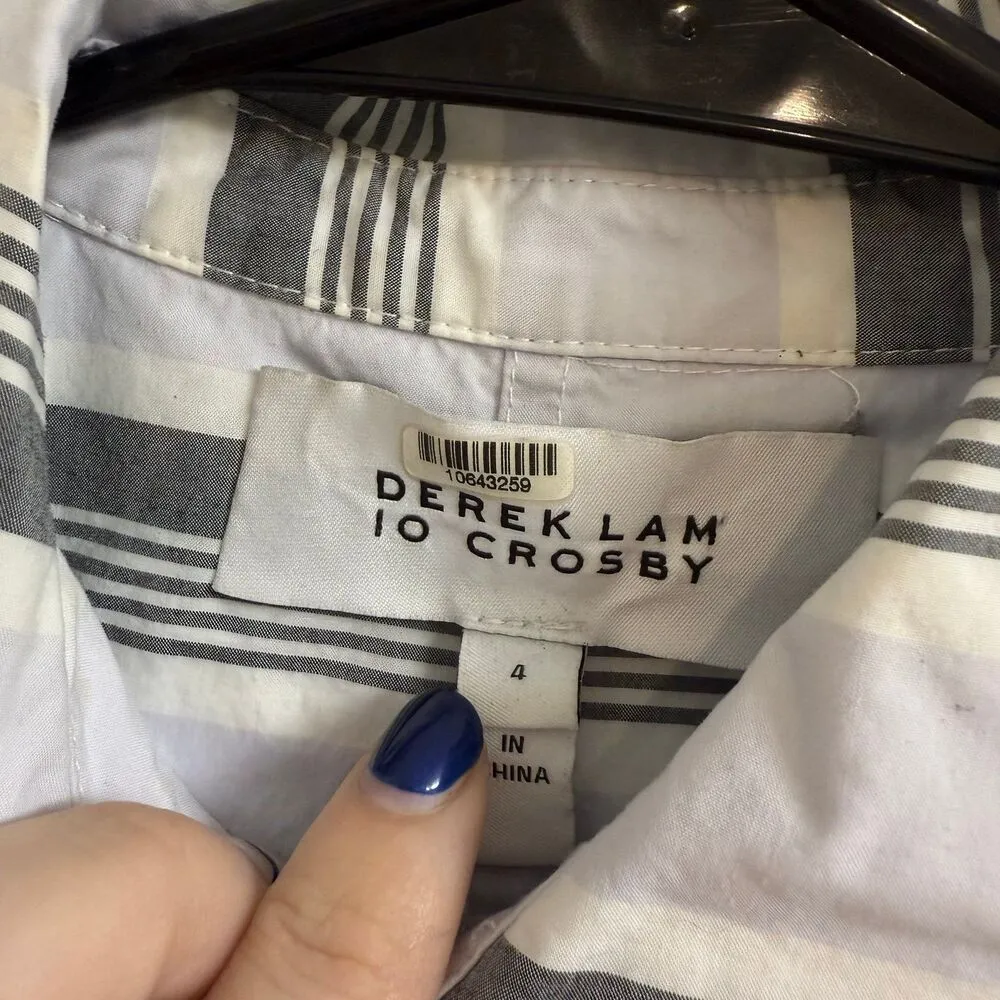 10643259
DEREK LAM
10 CROSBY
4
IN
HINA